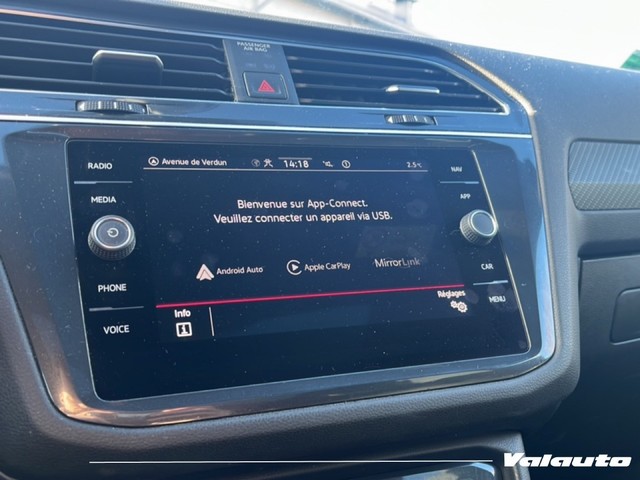 PASSENGER
AIR BAG
RADIO
MEDIA
PHONE
VOICE
Avenue de Verdun 14:18 2.5°C
Bienvenue sur App-Connect.
Veuillez connecter un appareil via USB.
Android Auto Apple CarPlay MirrorLink
Réglages
Info
NAV
APP
CAR
MENU
Valauto